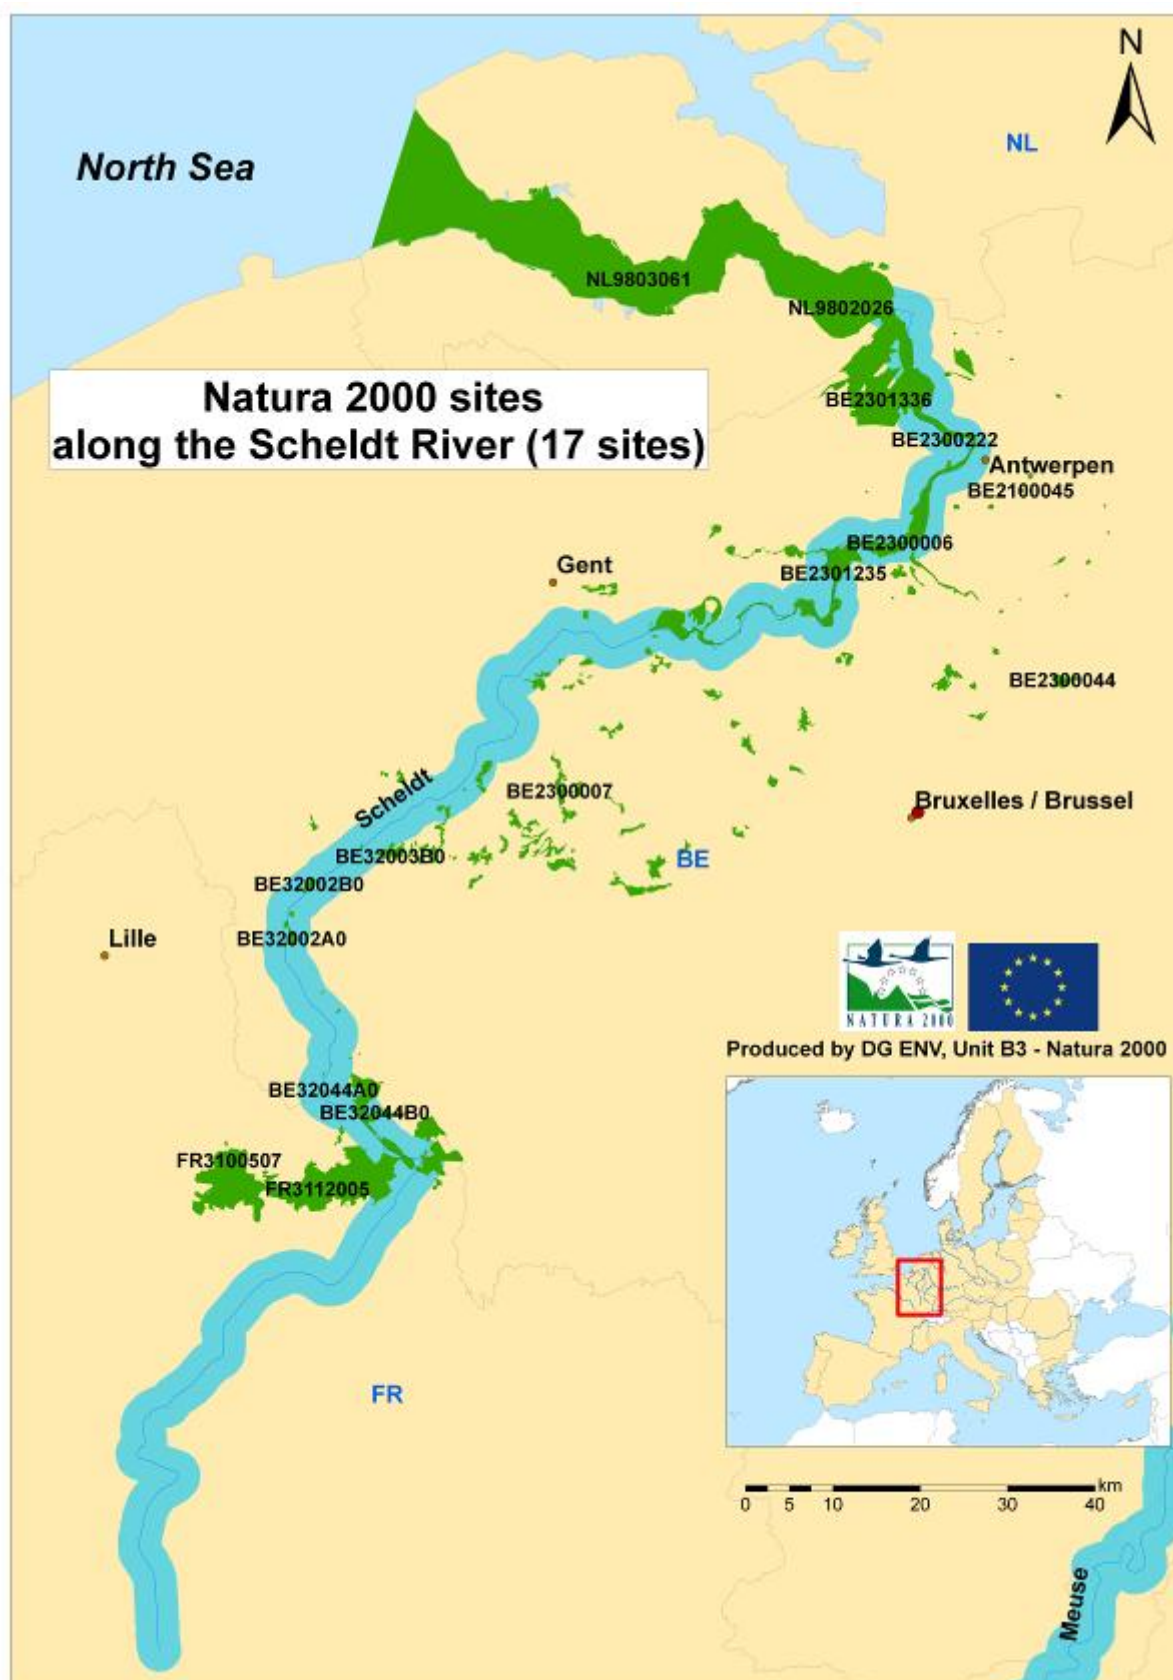 N
NL
North Sea
NL9803061
NL9802026
Natura 2000 sites
along the Scheldt River (17 sites)
BE2301336
BE2300222
Antwerpen
BE2100045
BE2300006
Gent
BE2301235
BE2300044
Scheldt
BE2300007
Bruxelles / Brussel
BE32003B0
BE
BE32002B0
Lille
BE32002A0
NATURA 2000
Produced by DG ENV, Unit B3 - Natura 2000
BE32044A0
BE32044B0
FR3100507
FR3112005
FR
km
0 5 10 20 30 40
Meuse